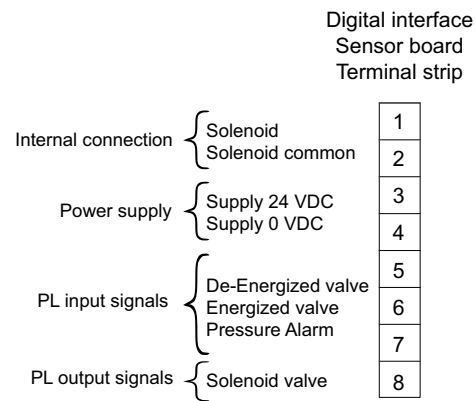 Digital interface
Sensor board
Terminal strip
Internal connection
Solenoid
Solenoid common
1
2
Power supply
Supply 24 VDC
Supply 0 VDC
3
4
PL input signals
De-Energized valve
Energized valve
Pressure Alarm
5
6
7
PL output signals
Solenoid valve
8